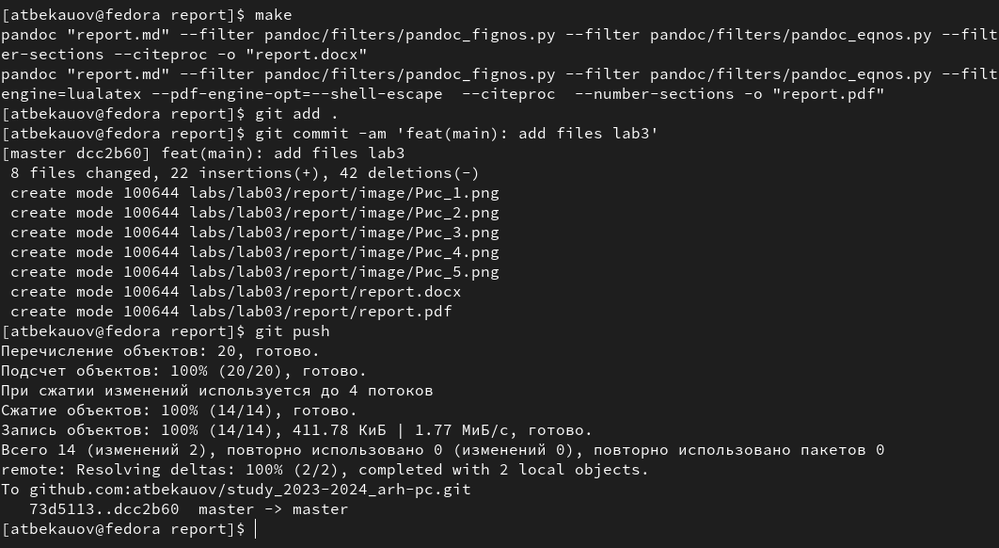 [atbekauov@fedora report]$ make
pandoc "report.md" --filter pandoc/filters/pandoc_fignos.py --filter pandoc/filters/pandoc_eqnos.py --filt
er-sections --citeproc -o "report.docx"
pandoc "report.md" --filter pandoc/filters/pandoc_fignos.py --filter pandoc/filters/pandoc_eqnos.py --filt
engine=lualatex --pdf-engine-opt=--shell-escape  --citeproc  --number-sections -o "report.pdf"
[atbekauov@fedora report]$ git add .
[atbekauov@fedora report]$ git commit -am 'feat(main): add files lab3'
[master dcc2b60] feat(main): add files lab3
 8 files changed, 22 insertions(+), 42 deletions(-)
 create mode 100644 labs/lab03/report/image/Рис_1.png
 create mode 100644 labs/lab03/report/image/Рис_2.png
 create mode 100644 labs/lab03/report/image/Рис_3.png
 create mode 100644 labs/lab03/report/image/Рис_4.png
 create mode 100644 labs/lab03/report/image/Рис_5.png
 create mode 100644 labs/lab03/report/report.docx
 create mode 100644 labs/lab03/report/report.pdf
[atbekauov@fedora report]$ git push
Перечисление объектов: 20, готово.
Подсчет объектов: 100% (20/20), готово.
При сжатии изменений используется до 4 потоков
Сжатие объектов: 100% (14/14), готово.
Запись объектов: 100% (14/14), 411.78 КиБ | 1.77 МиБ/с, готово.
Всего 14 (изменений 2), повторно использовано 0 (изменений 0), повторно использовано пакетов 0
remote: Resolving deltas: 100% (2/2), completed with 2 local objects.
To github.com:atbekauov/study_2023-2024_arh-pc.git
   73d5113..dcc2b60  master -> master
[atbekauov@fedora report]$